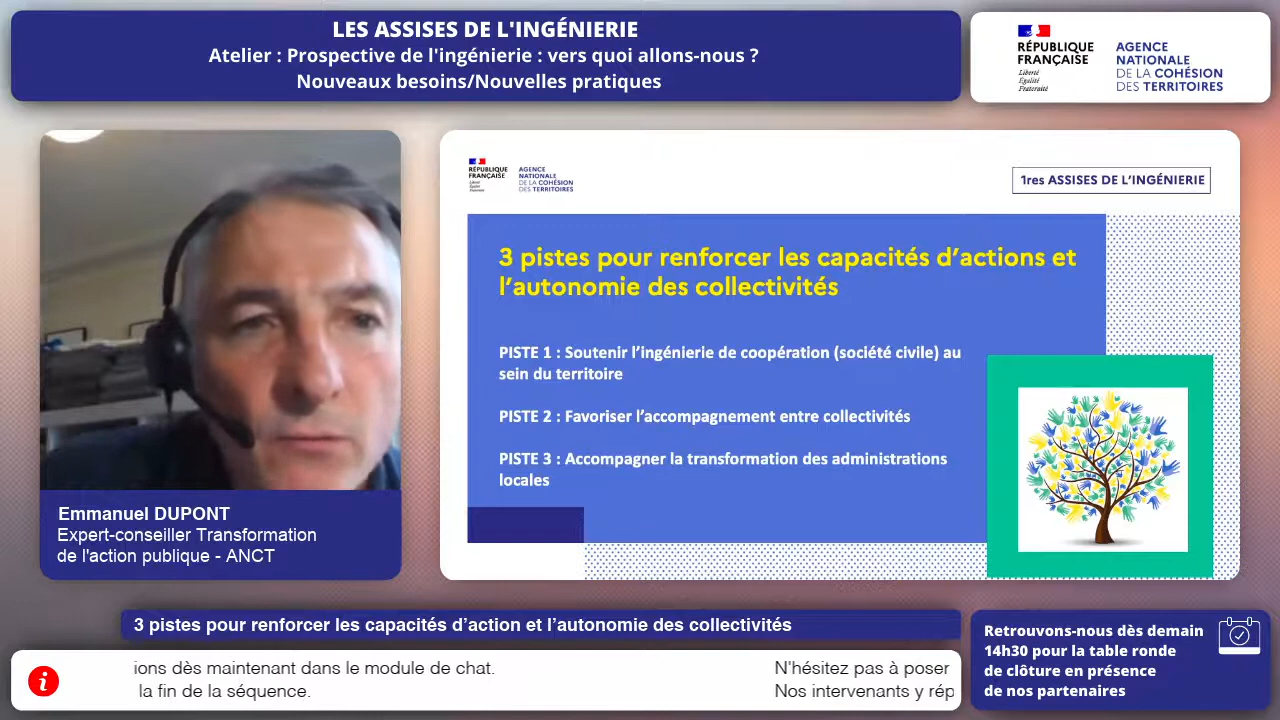 LES ASSISES DE L'INGÉNIERIE
Atelier : Prospective de l'ingénierie : vers quoi allons-nous ?
Nouveaux besoins/Nouvelles pratiques
RÉPUBLIQUE
FRANÇAISE
Liberté
Égalité
Fraternité
AGENCE
NATIONALE
DE LA COHÉSION
DES TERRITOIRES
RÉPUBLIQUE
FRANÇAISE
Liberté
Égalité
Fraternité
AGENCE
NATIONALE
DE LA COHÉSION
DES TERRITOIRES
1res ASSISES DE L'INGÉNIERIE
3 pistes pour renforcer les capacités d'actions et
l'autonomie des collectivités
PISTE 1 : Soutenir l'ingénierie de coopération (société civile) au
sein du territoire
PISTE 2 : Favoriser l'accompagnement entre collectivités
PISTE 3 : Accompagner la transformation des administrations
locales
Emmanuel DUPONT
Expert-conseiller Transformation
de l'action publique - ANCT
3 pistes pour renforcer les capacités d'action et l'autonomie des collectivités
i
ions dès maintenant dans le module de chat. N'hésitez pas à poser
la fin de la séquence. Nos intervenants y rép
Retrouvons-nous dès demain
14h30 pour la table ronde
de clôture en présence
de nos partenaires